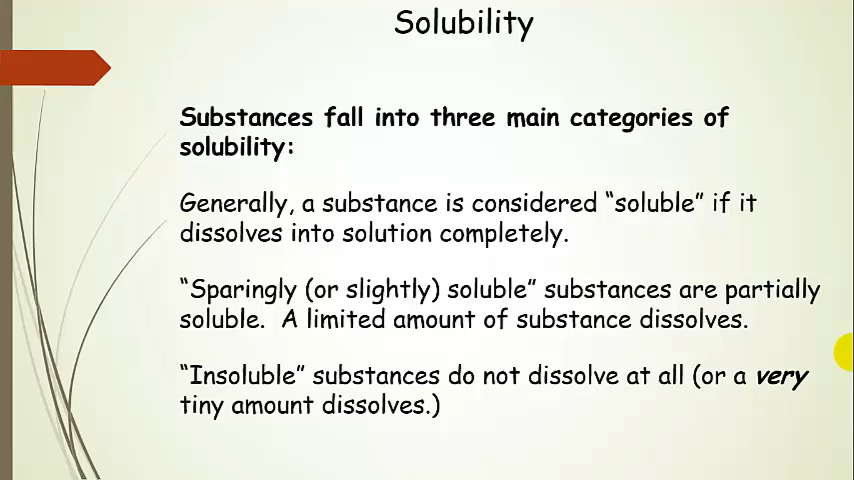 Solubility
Substances fall into three main categories of
solubility:
Generally, a substance is considered “soluble” if it
dissolves into solution completely.
“Sparingly (or slightly) soluble” substances are partially
soluble.  A limited amount of substance dissolves.
“Insoluble” substances do not dissolve at all (or a very
tiny amount dissolves.)